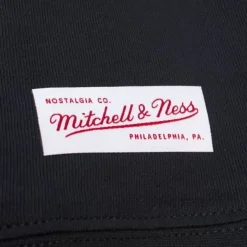 NOSTALGIA CO.
Mitchell & Ness
PHILADELPHIA, PA.